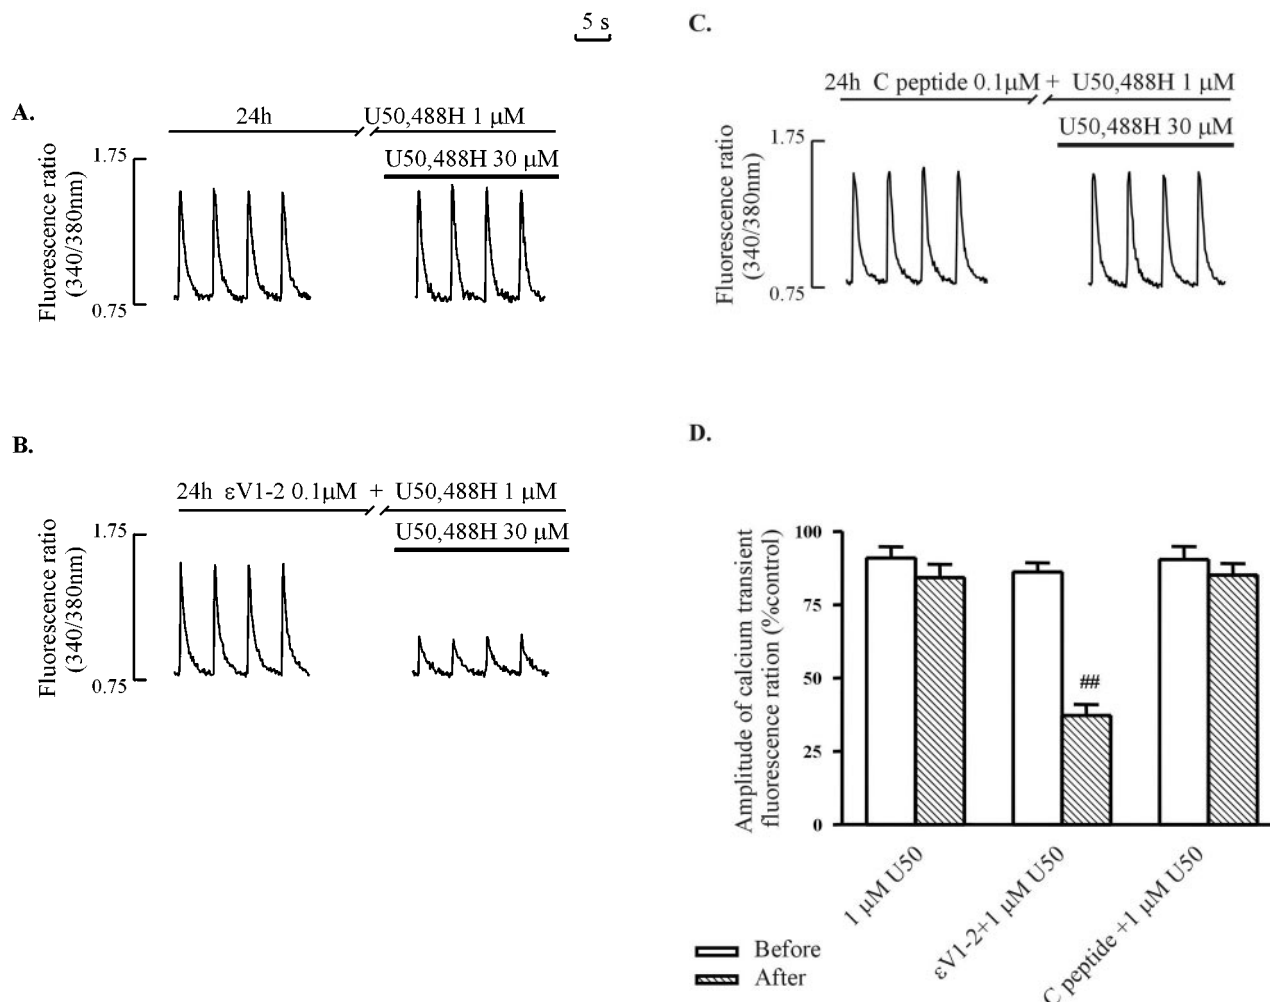 5 s
A.
24h U50,488H 1 µM
U50,488H 30 µM
1.75
0.75
Fluorescence ratio
(340/380nm)
B.
24h εV1-2 0.1µM + U50,488H 1 µM
U50,488H 30 µM
1.75
0.75
Fluorescence ratio
(340/380nm)
C.
24h C peptide 0.1µM + U50,488H 1 µM
U50,488H 30 µM
1.75
0.75
Fluorescence ratio
(340/380nm)
D.
Amplitude of calcium transient
fluorescence ration (%control)
100
75
50
25
0
##
1 µM U50
εV1-2+1 µM U50
C peptide +1 µM U50
Before
After